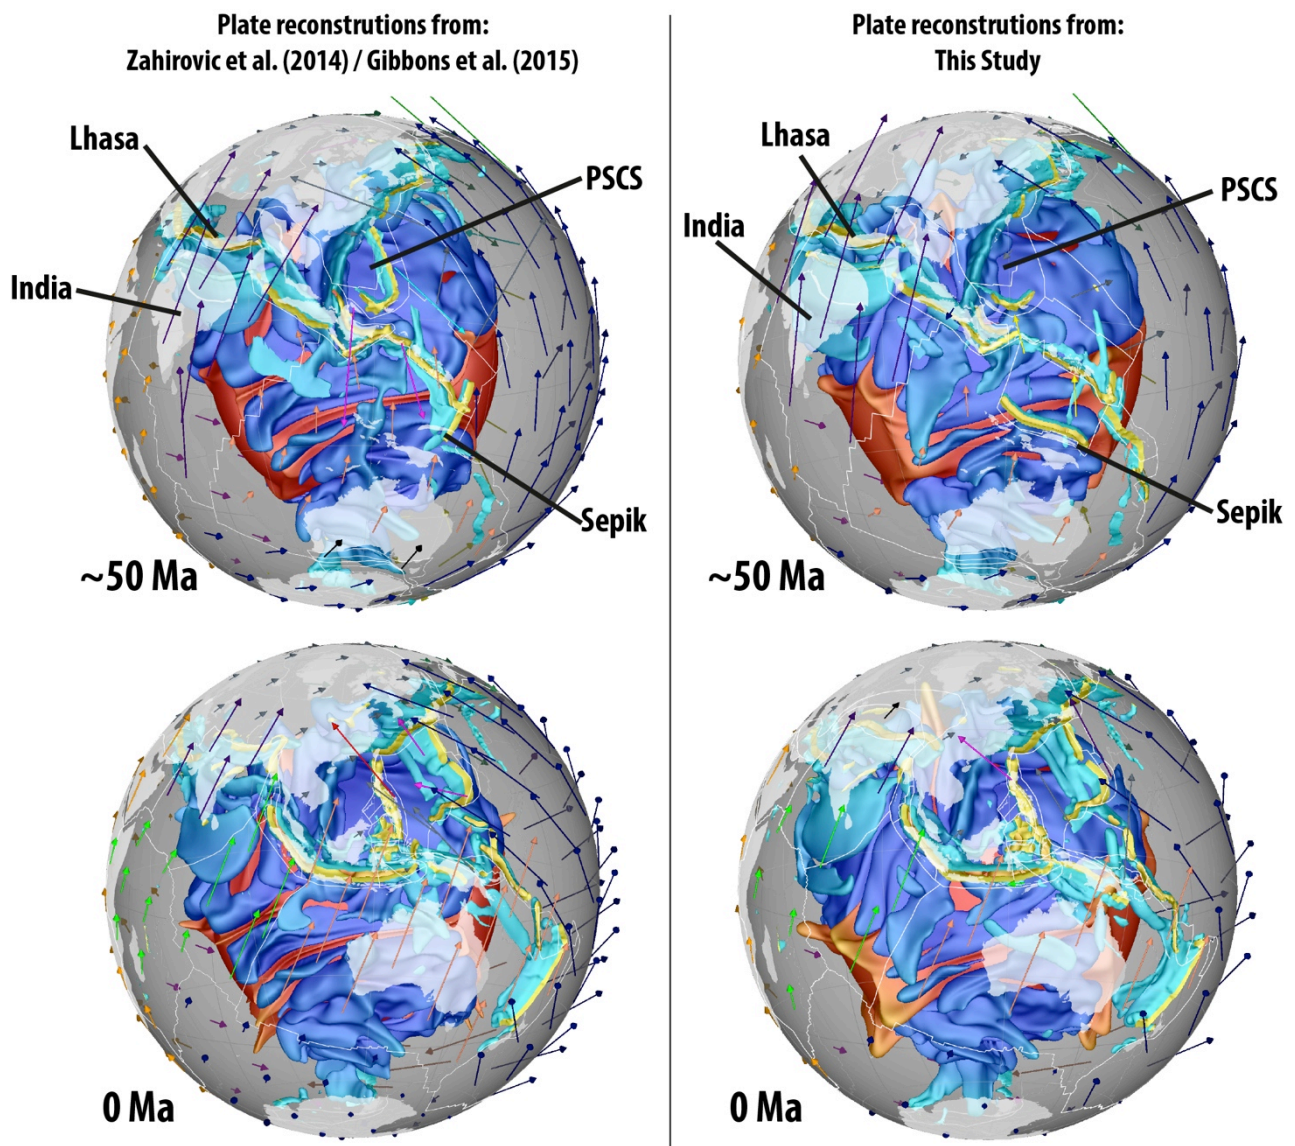 Plate reconstrutions from:
Zahirovic et al. (2014) / Gibbons et al. (2015)
Lhasa
PSCS
India
Sepik
~50 Ma
0 Ma
Plate reconstrutions from:
This Study
Lhasa
PSCS
India
Sepik
~50 Ma
0 Ma